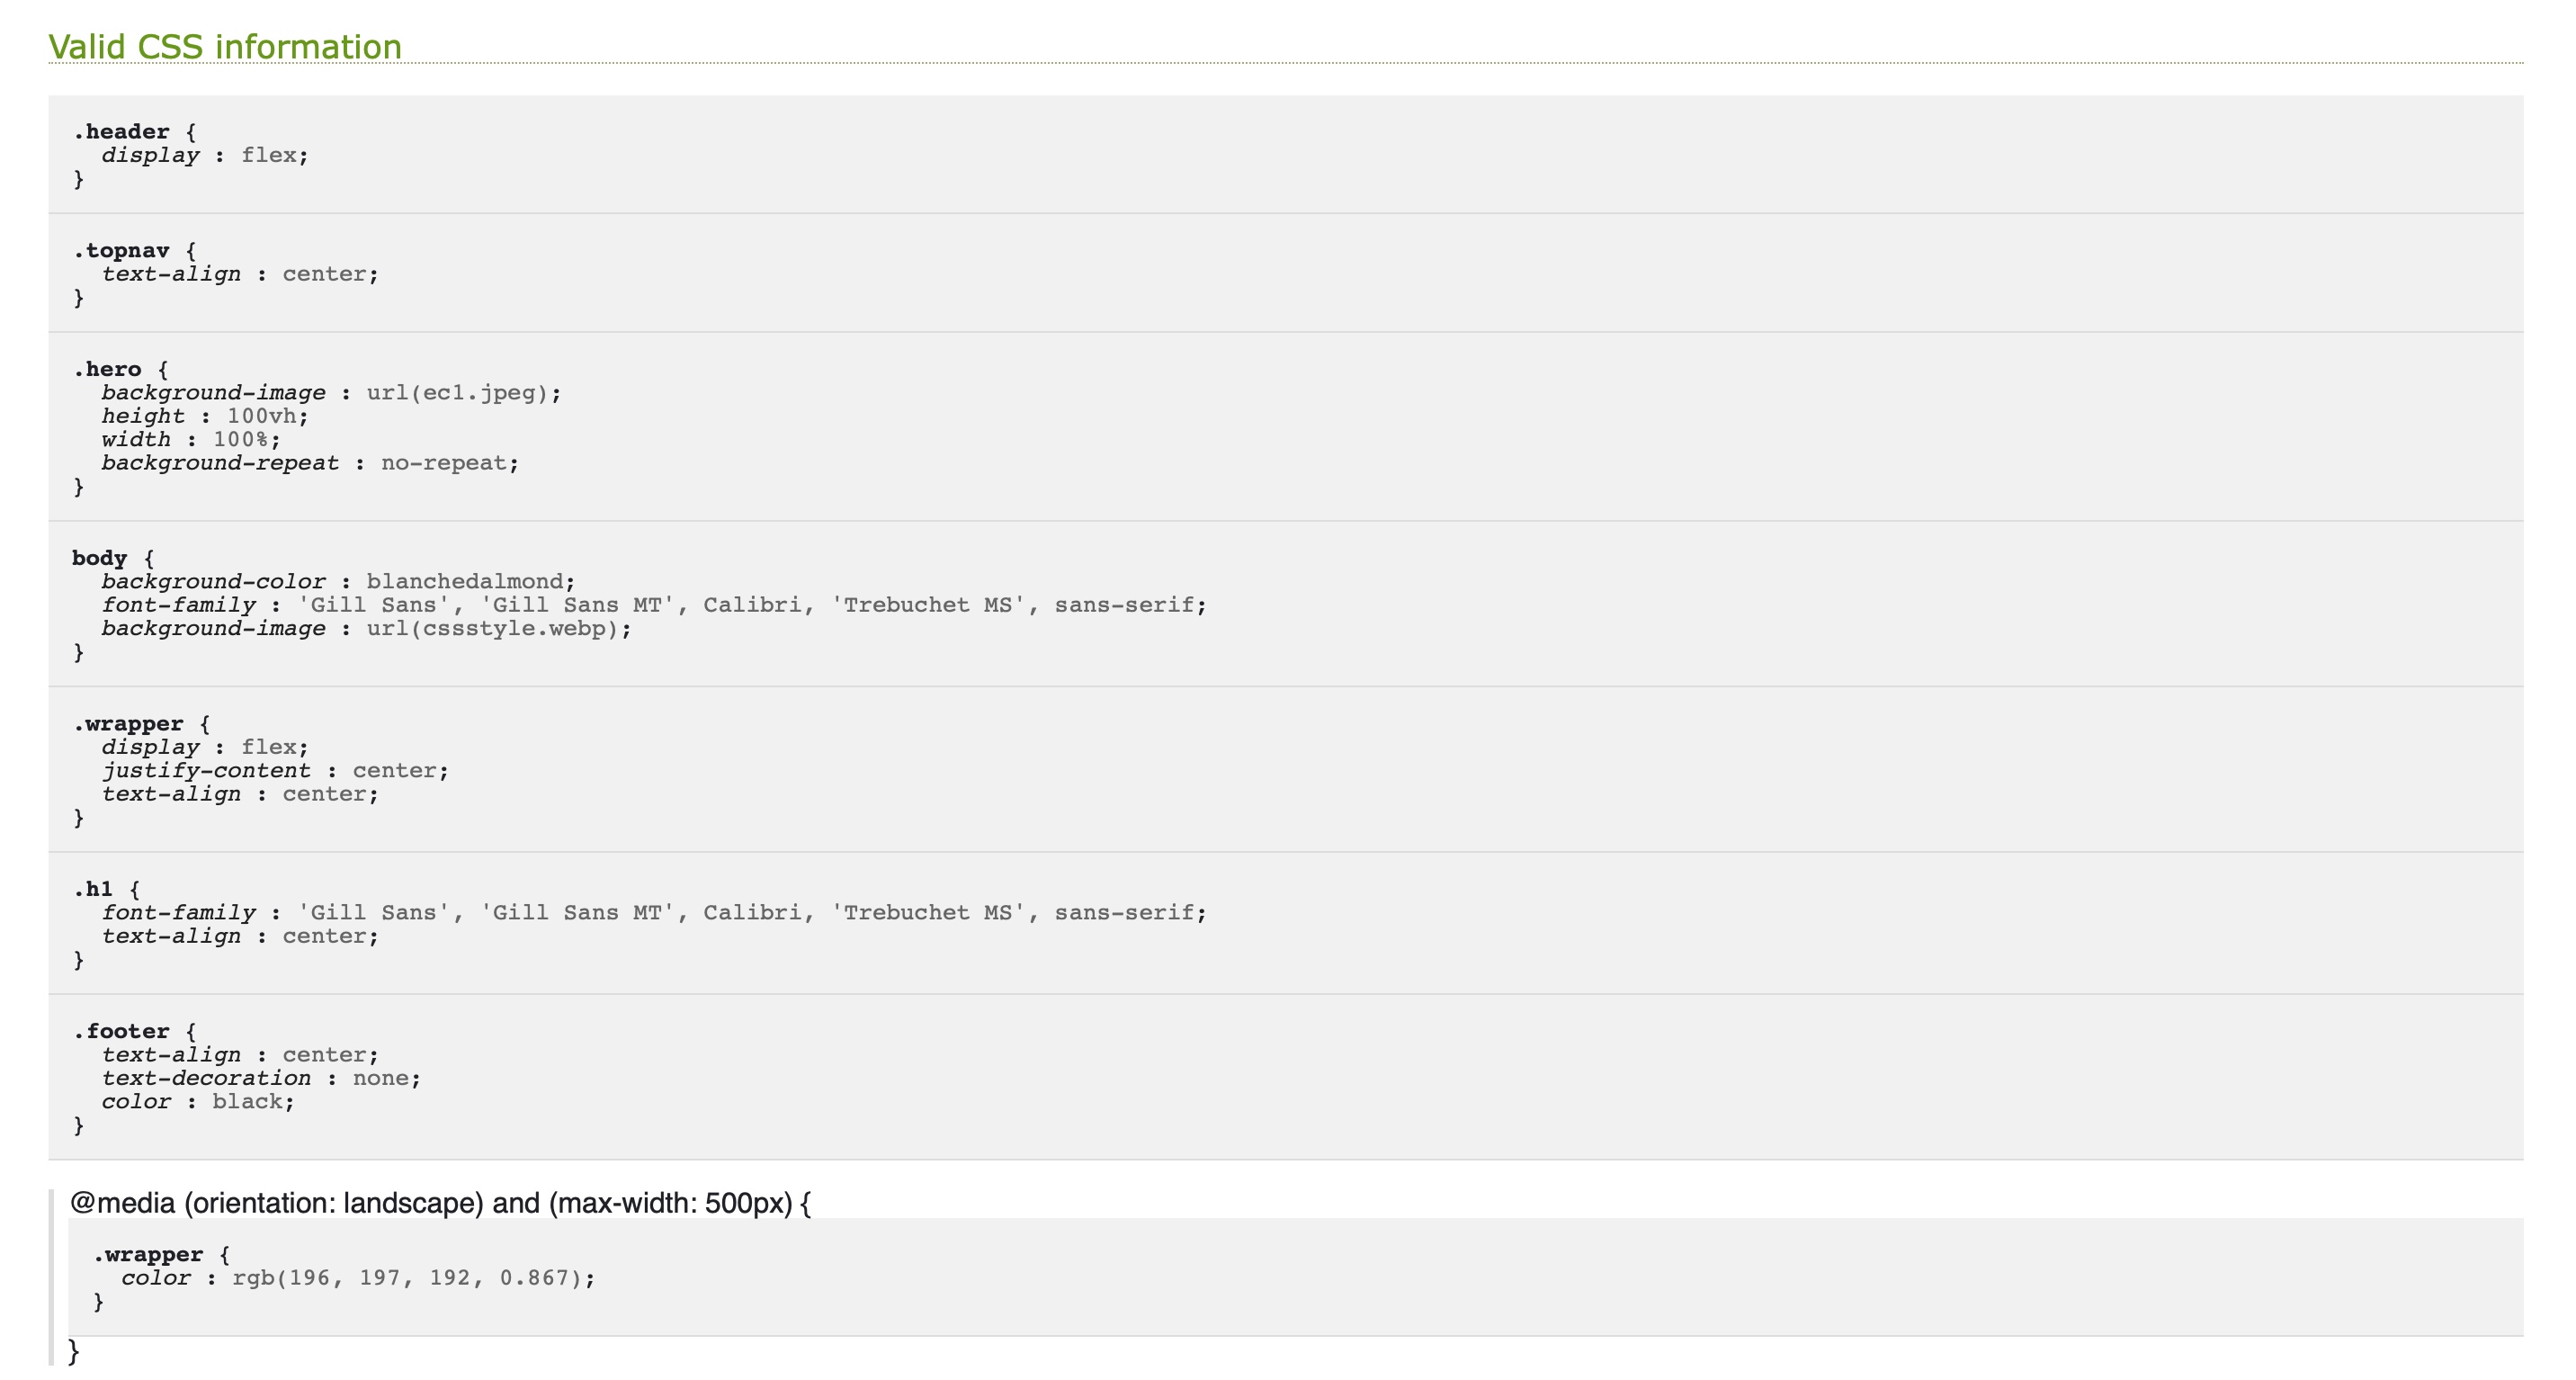 Valid CSS information
.header {
display : flex;
}
.topnav {
text-align : center;
}
.hero {
background-image : url(ec1.jpeg);
height : 100vh;
width : 100%;
background-repeat : no-repeat;
}
body {
background-color : blanchedalmond;
font-family : 'Gill Sans', 'Gill Sans MT', Calibri, 'Trebuchet MS', sans-serif;
background-image : url(cssstyle.webp);
}
.wrapper {
display : flex;
justify-content : center;
text-align : center;
}
.h1 {
font-family : 'Gill Sans', 'Gill Sans MT', Calibri, 'Trebuchet MS', sans-serif;
text-align : center;
}
.footer {
text-align : center;
text-decoration : none;
color : black;
}
@media (orientation: landscape) and (max-width: 500px) {
.wrapper {
color : rgb(196, 197, 192, 0.867);
}
}